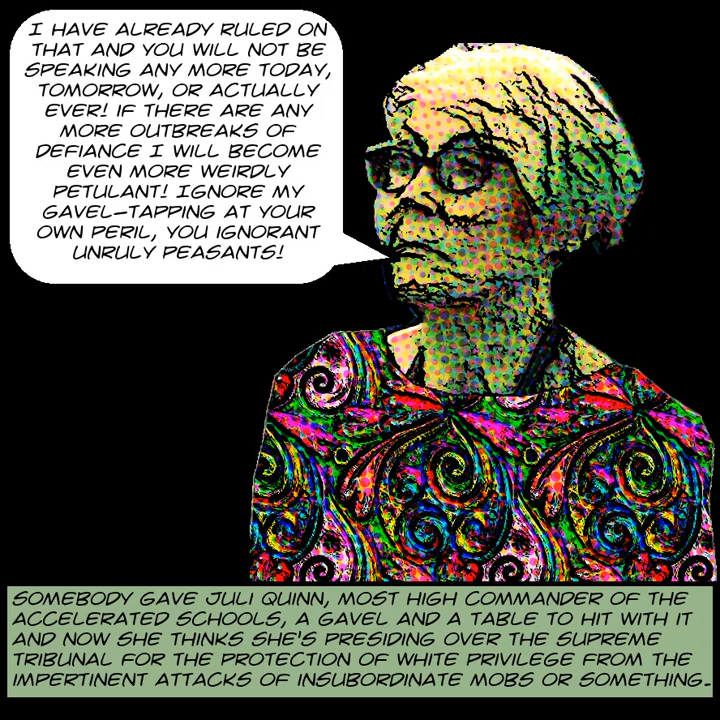 I HAVE ALREADY RULED ON
THAT AND YOU WILL NOT BE
SPEAKING ANY MORE TODAY,
TOMORROW, OR ACTUALLY
EVER! IF THERE ARE ANY
MORE OUTBREAKS OF
DEFIANCE I WILL BECOME
EVEN MORE WEIRDLY
PETULANT! IGNORE MY
GAVEL-TAPPING AT YOUR
OWN PERIL, YOU IGNORANT
UNRULY PEASANTS!
SOMEBODY GAVE JULI QUINN, MOST HIGH COMMANDER OF THE
ACCELERATED SCHOOLS, A GAVEL AND A TABLE TO HIT WITH IT
AND NOW SHE THINKS SHE'S PRESIDING OVER THE SUPREME
TRIBUNAL FOR THE PROTECTION OF WHITE PRIVILEGE FROM THE
IMPERTINENT ATTACKS OF INSUBORDINATE MOBS OR SOMETHING.